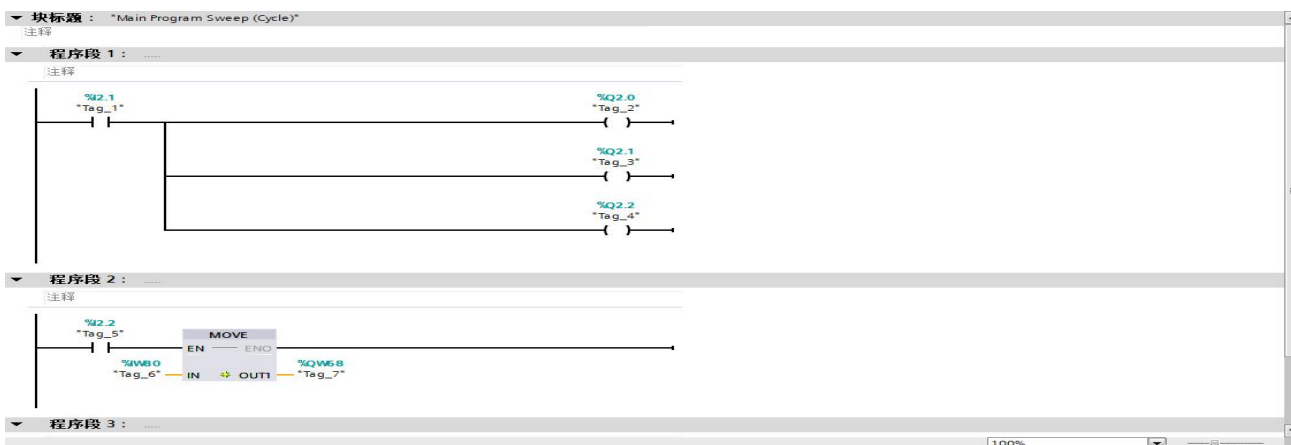 块标题： "Main Program Sweep (Cycle)"
注释
程序段 1： .....
注释
%I2.1 %Q2.0
"Tag_1" "Tag_2"
%Q2.1
"Tag_3"
%Q2.2
"Tag_4"
程序段 2： .....
注释
%I2.2
"Tag_5" MOVE
EN ENO
%IW80 %QW68
"Tag_6" IN OUT1 "Tag_7"
程序段 3： .....
100%